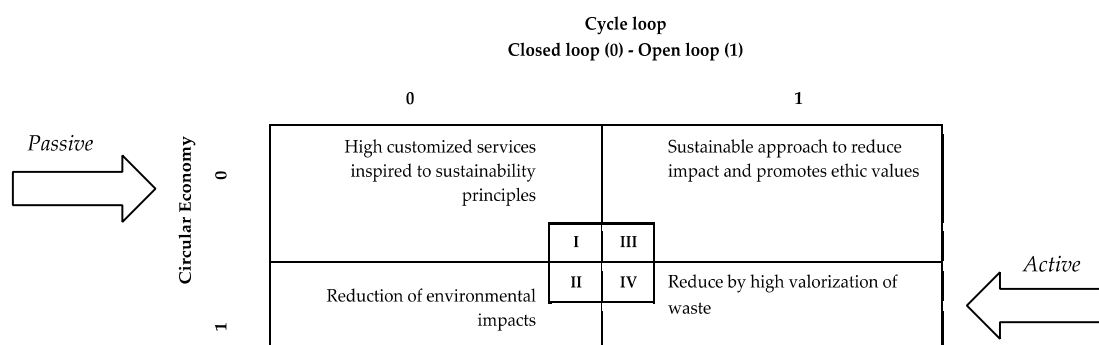 Cycle loop
Closed loop (0) - Open loop (1)
0
1
Passive
Circular Economy
0
High customized services
inspired to sustainability
principles
Sustainable approach to reduce
impact and promotes ethic values
I
III
II
IV
Active
1
Reduction of environmental
impacts
Reduce by high valorization of
waste